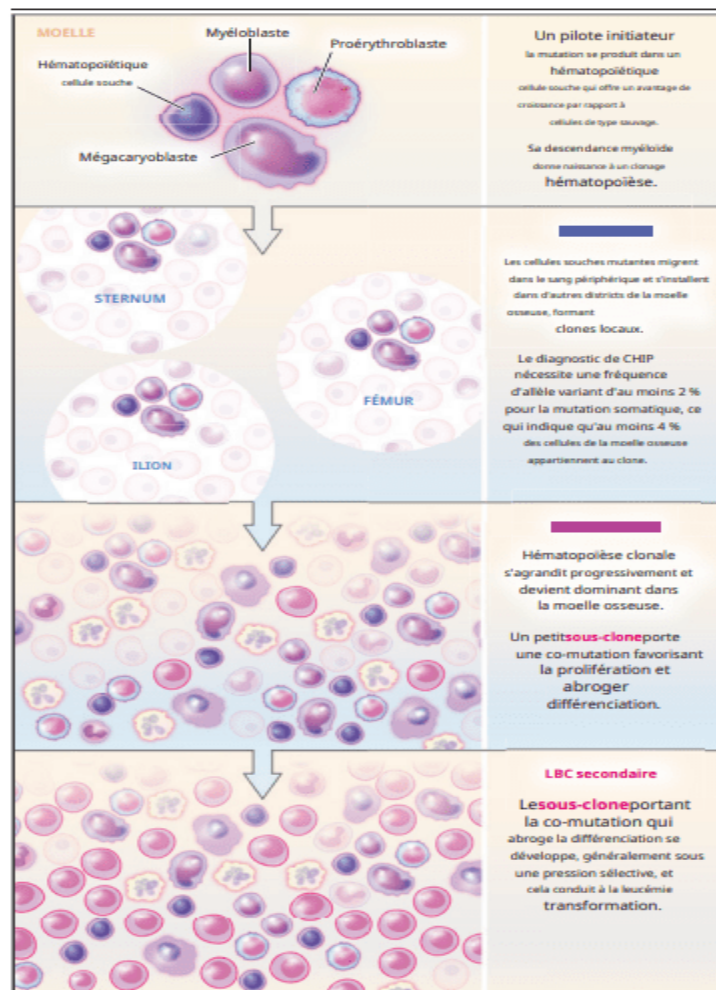 MOELLE
Myéloblaste
Proérythroblaste
Hématopoïétique
cellule souche
Mégacaryoblaste
Un pilote initiateur
la mutation se produit dans un
hématopoïétique
cellule souche qui offre un avantage de
croissance par rapport à
cellules de type sauvage.
Sa descendance myéloïde
donne naissance à un clonage
hématopoïèse.
STERNUM
FÉMUR
ILION
Les cellules souches mutantes migrent
dans le sang périphérique et s'installent
dans d'autres districts de la moelle
osseuse, formant
clones locaux.
Le diagnostic de CHIP
nécessite une fréquence
d'allèle variant d'au moins 2 %
pour la mutation somatique, ce
qui indique qu'au moins 4 %
des cellules de la moelle osseuse
appartiennent au clone.
Hématopoïèse clonale
s'agrandit progressivement et
devient dominant dans
la moelle osseuse.
Un petitsous-cloneporte
une co-mutation favorisant
la prolifération et
abroger
différenciation.
LBC secondaire
Lesous-cloneportant
la co-mutation qui
abroge la différenciation se
développe, généralement sous
une pression sélective, et
cela conduit à la leucémie
transformation.